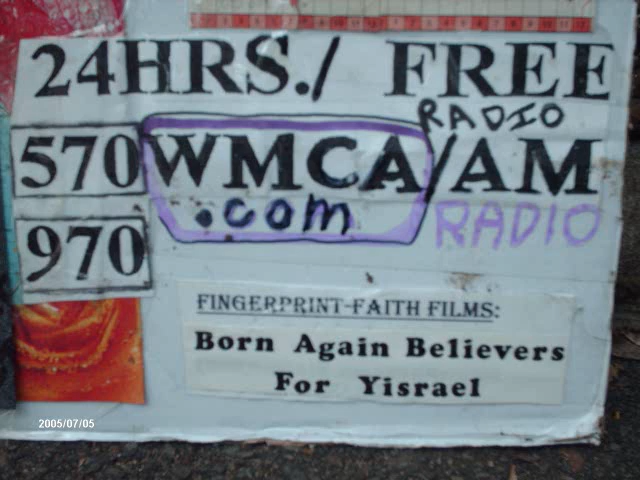 24HRS./ FREE
RADIO
570 WMCA/AM
.com RADIO
970
FINGERPRINT-FAITH FILMS:
Born Again Believers
For Yisrael
2005/07/05